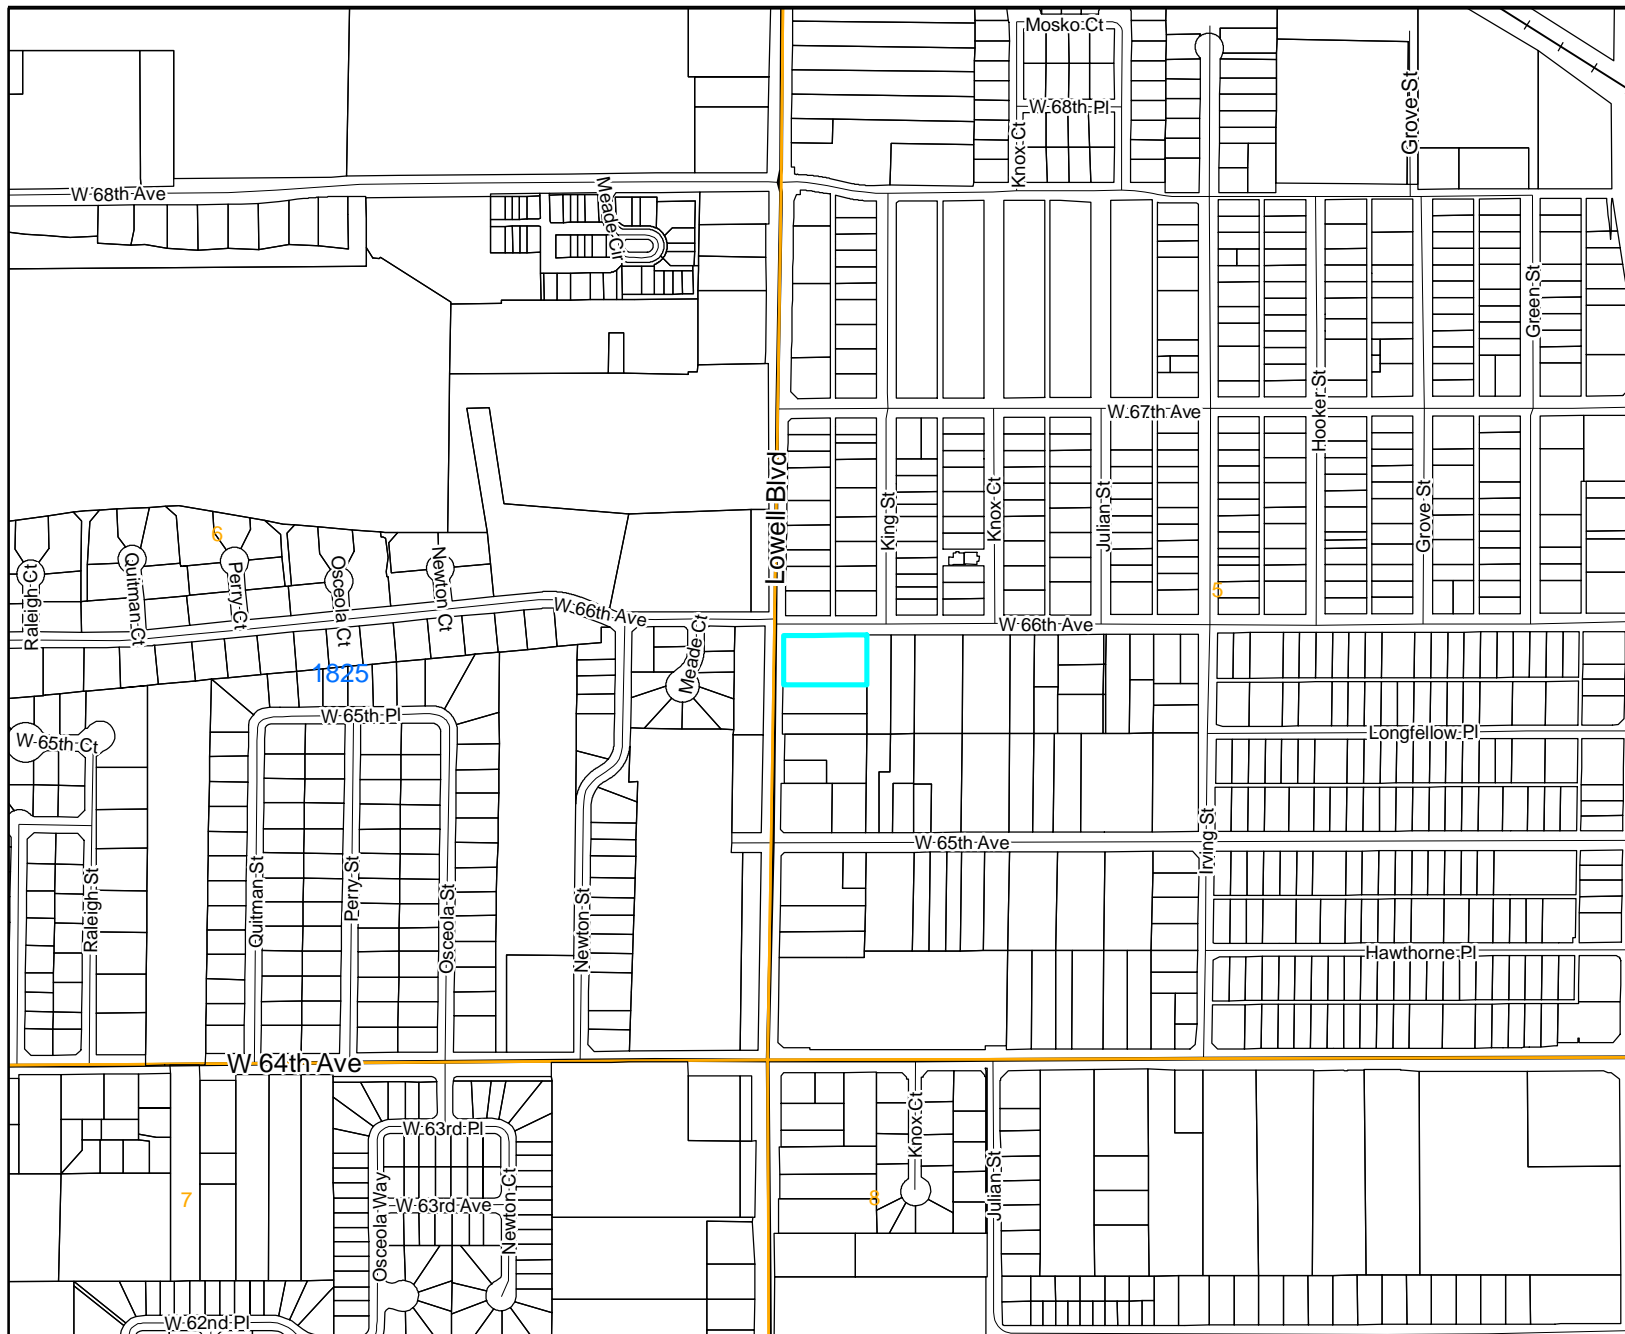 Mosko Ct
W 68th Pl
Knox Ct
Grove St
W 68th Ave
Meade Cir
Green St
Hooker St
W 67th Ave
Lowell Blvd
King St
Knox Ct
Julian St
Grove St
6
5
Raleigh Ct
Quitman Ct
Perry Ct
Osceola Ct
Newton Ct
W 66th Ave
Meade Ct
W 66th Ave
1825
W 65th Pl
W 65th Ct
Longfellow Pl
Irving St
W 65th Ave
Raleigh St
Quitman St
Perry St
Osceola St
Newton St
Hawthorne Pl
W 64th Ave
W 63rd Pl
Knox Ct
Julian St
7
8
Osceola Way
W 63rd Ave
Newton Ct
W 62nd Pl